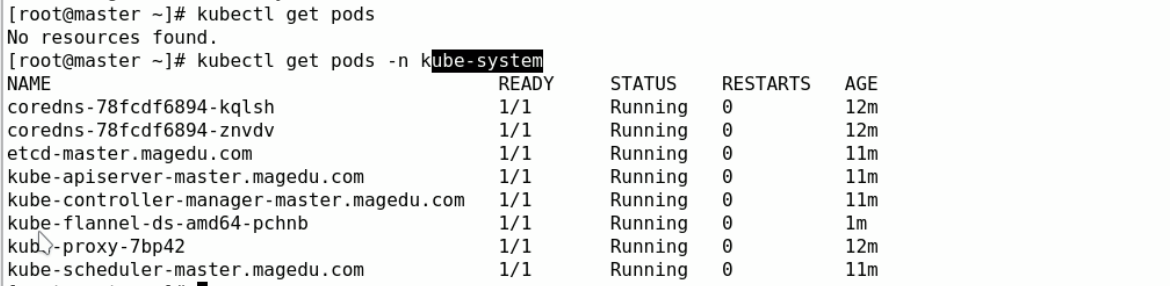 [root@master ~]# kubectl get pods
No resources found.
[root@master ~]# kubectl get pods -n kube-system
NAME READY STATUS RESTARTS AGE
coredns-78fcdf6894-kqlsh 1/1 Running 0 12m
coredns-78fcdf6894-znvdv 1/1 Running 0 12m
etcd-master.magedu.com 1/1 Running 0 11m
kube-apiserver-master.magedu.com 1/1 Running 0 11m
kube-controller-manager-master.magedu.com 1/1 Running 0 11m
kube-flannel-ds-amd64-pchnb 1/1 Running 0 1m
kube-proxy-7bp42 1/1 Running 0 12m
kube-scheduler-master.magedu.com 1/1 Running 0 11m